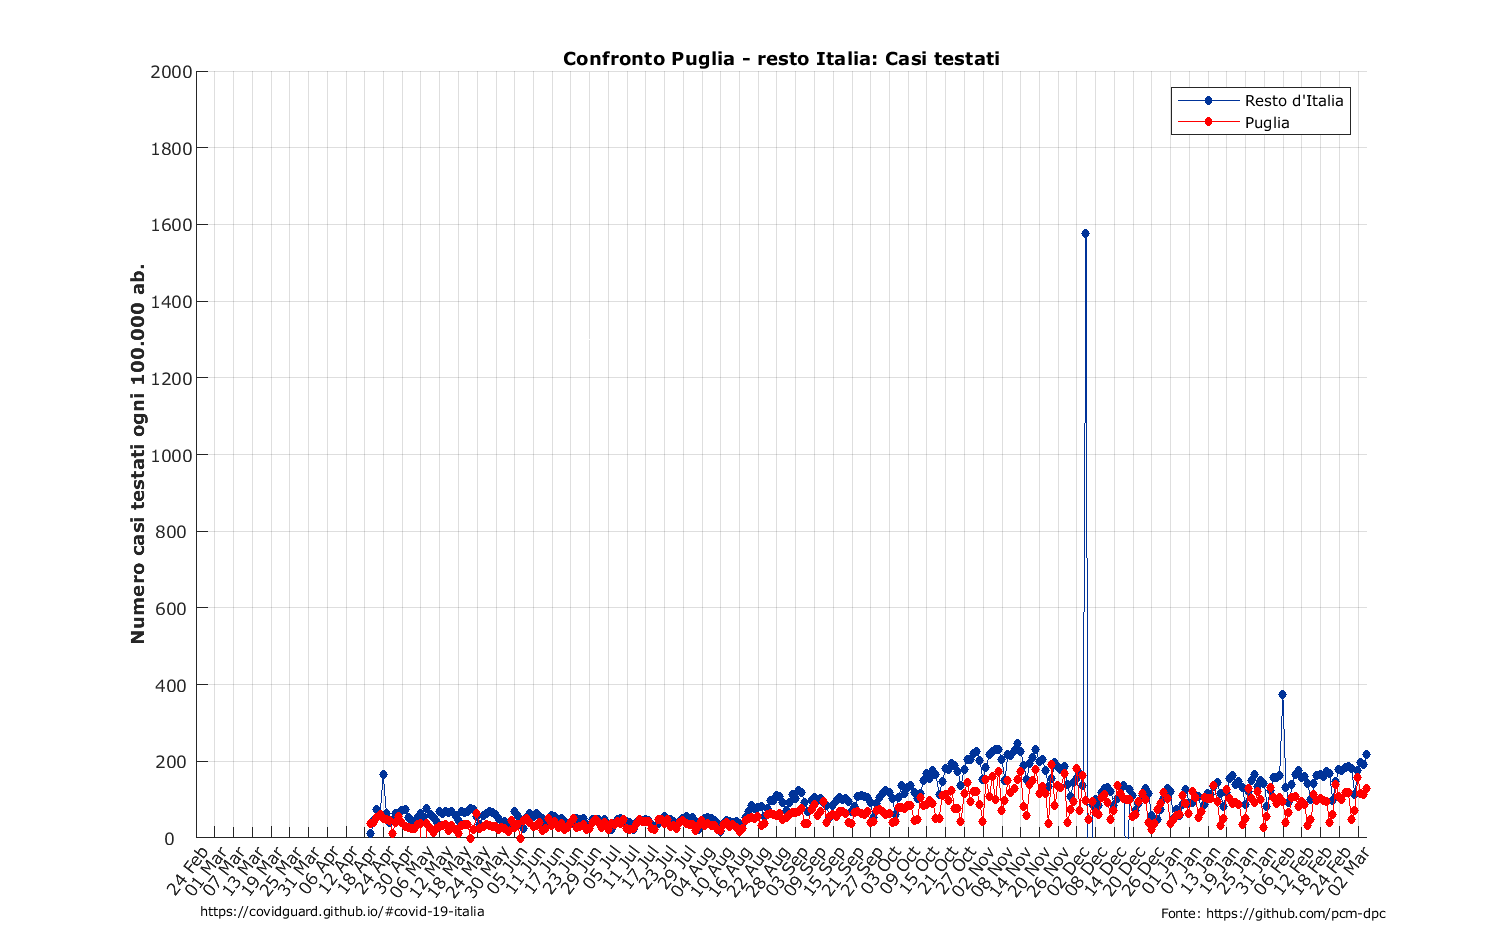 Confronto Puglia - resto Italia: Casi testati
Numero casi testati ogni 100.000 ab.
2000
1800
1600
1400
1200
1000
800
600
400
200
0
Resto d'Italia
Puglia
24 Feb
01 Mar
07 Mar
13 Mar
19 Mar
25 Mar
31 Mar
06 Apr
12 Apr
18 Apr
24 Apr
30 Apr
06 May
12 May
18 May
24 May
30 May
05 Jun
11 Jun
17 Jun
23 Jun
29 Jun
05 Jul
11 Jul
17 Jul
23 Jul
29 Jul
04 Aug
10 Aug
16 Aug
22 Aug
28 Aug
03 Sep
09 Sep
15 Sep
21 Sep
27 Sep
03 Oct
09 Oct
15 Oct
21 Oct
27 Oct
02 Nov
08 Nov
14 Nov
20 Nov
26 Nov
02 Dec
08 Dec
14 Dec
20 Dec
26 Dec
01 Jan
07 Jan
13 Jan
19 Jan
25 Jan
31 Jan
06 Feb
12 Feb
18 Feb
24 Feb
02 Mar
https://covidguard.github.io/#covid-19-italia
Fonte: https://github.com/pcm-dpc